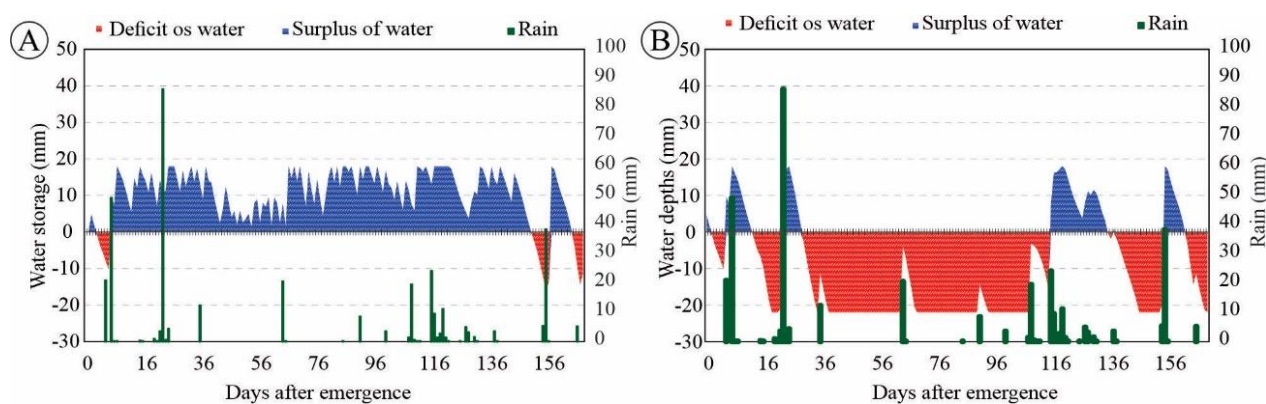 A
Deficit os water Surplus of water Rain
50 100
40 90
30 80
20 70
10 60
0 50
-10 40
-20 30
-30 20
10
0
Water storage (mm)
Rain (mm)
0 16 36 56 76 96 116 136 156
Days after emergence
B
Deficit os water Surplus of water Rain
50 100
40 90
30 80
20 70
10 60
0 50
-10 40
-20 30
-30 20
10
0
Water depths (mm)
Rain (mm)
0 16 36 56 76 96 116 136 156
Days after emergence